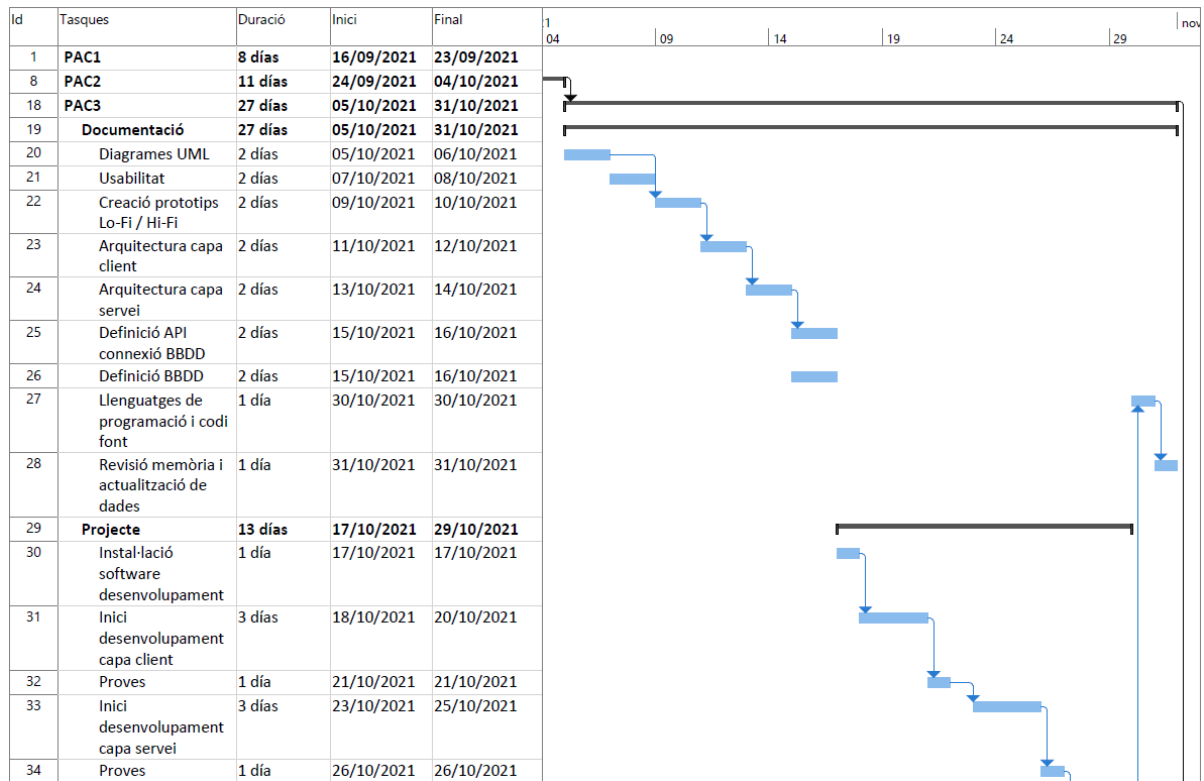 Id Tasques Duració Inici Final 1 nov
04 09 14 19 24 29
1 PAC1 8 días 16/09/2021 23/09/2021
8 PAC2 11 días 24/09/2021 04/10/2021
18 PAC3 27 días 05/10/2021 31/10/2021
19 Documentació 27 días 05/10/2021 31/10/2021
20 Diagrames UML 2 días 05/10/2021 06/10/2021
21 Usabilitat 2 días 07/10/2021 08/10/2021
22 Creació prototips 2 días 09/10/2021 10/10/2021
Lo-Fi / Hi-Fi
23 Arquitectura capa 2 días 11/10/2021 12/10/2021
client
24 Arquitectura capa 2 días 13/10/2021 14/10/2021
servei
25 Definició API 2 días 15/10/2021 16/10/2021
connexió BBDD
26 Definició BBDD 2 días 15/10/2021 16/10/2021
27 Llenguatges de 1 día 30/10/2021 30/10/2021
programació i codi
font
28 Revisió memòria i 1 día 31/10/2021 31/10/2021
actualització de
dades
29 Projecte 13 días 17/10/2021 29/10/2021
30 Instal·lació 1 día 17/10/2021 17/10/2021
software
desenvolupament
31 Inici 3 días 18/10/2021 20/10/2021
desenvolupament
capa client
32 Proves 1 día 21/10/2021 21/10/2021
33 Inici 3 días 23/10/2021 25/10/2021
desenvolupament
capa servei
34 Proves 1 día 26/10/2021 26/10/2021